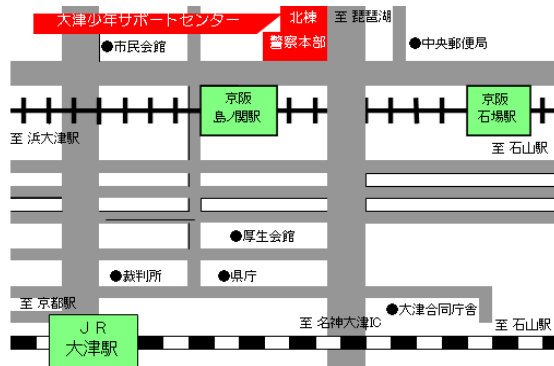 大津少年サポートセンター
北棟
警察本部
至 琵琶湖
●市民会館
●中央郵便局
京阪
島ノ関駅
京阪
石場駅
至 浜大津駅
至 石山駅
●厚生会館
●裁判所
●県庁
至 京都駅
●大津合同庁舎
至 名神大津IC
至 石山駅
ＪＲ
大津駅